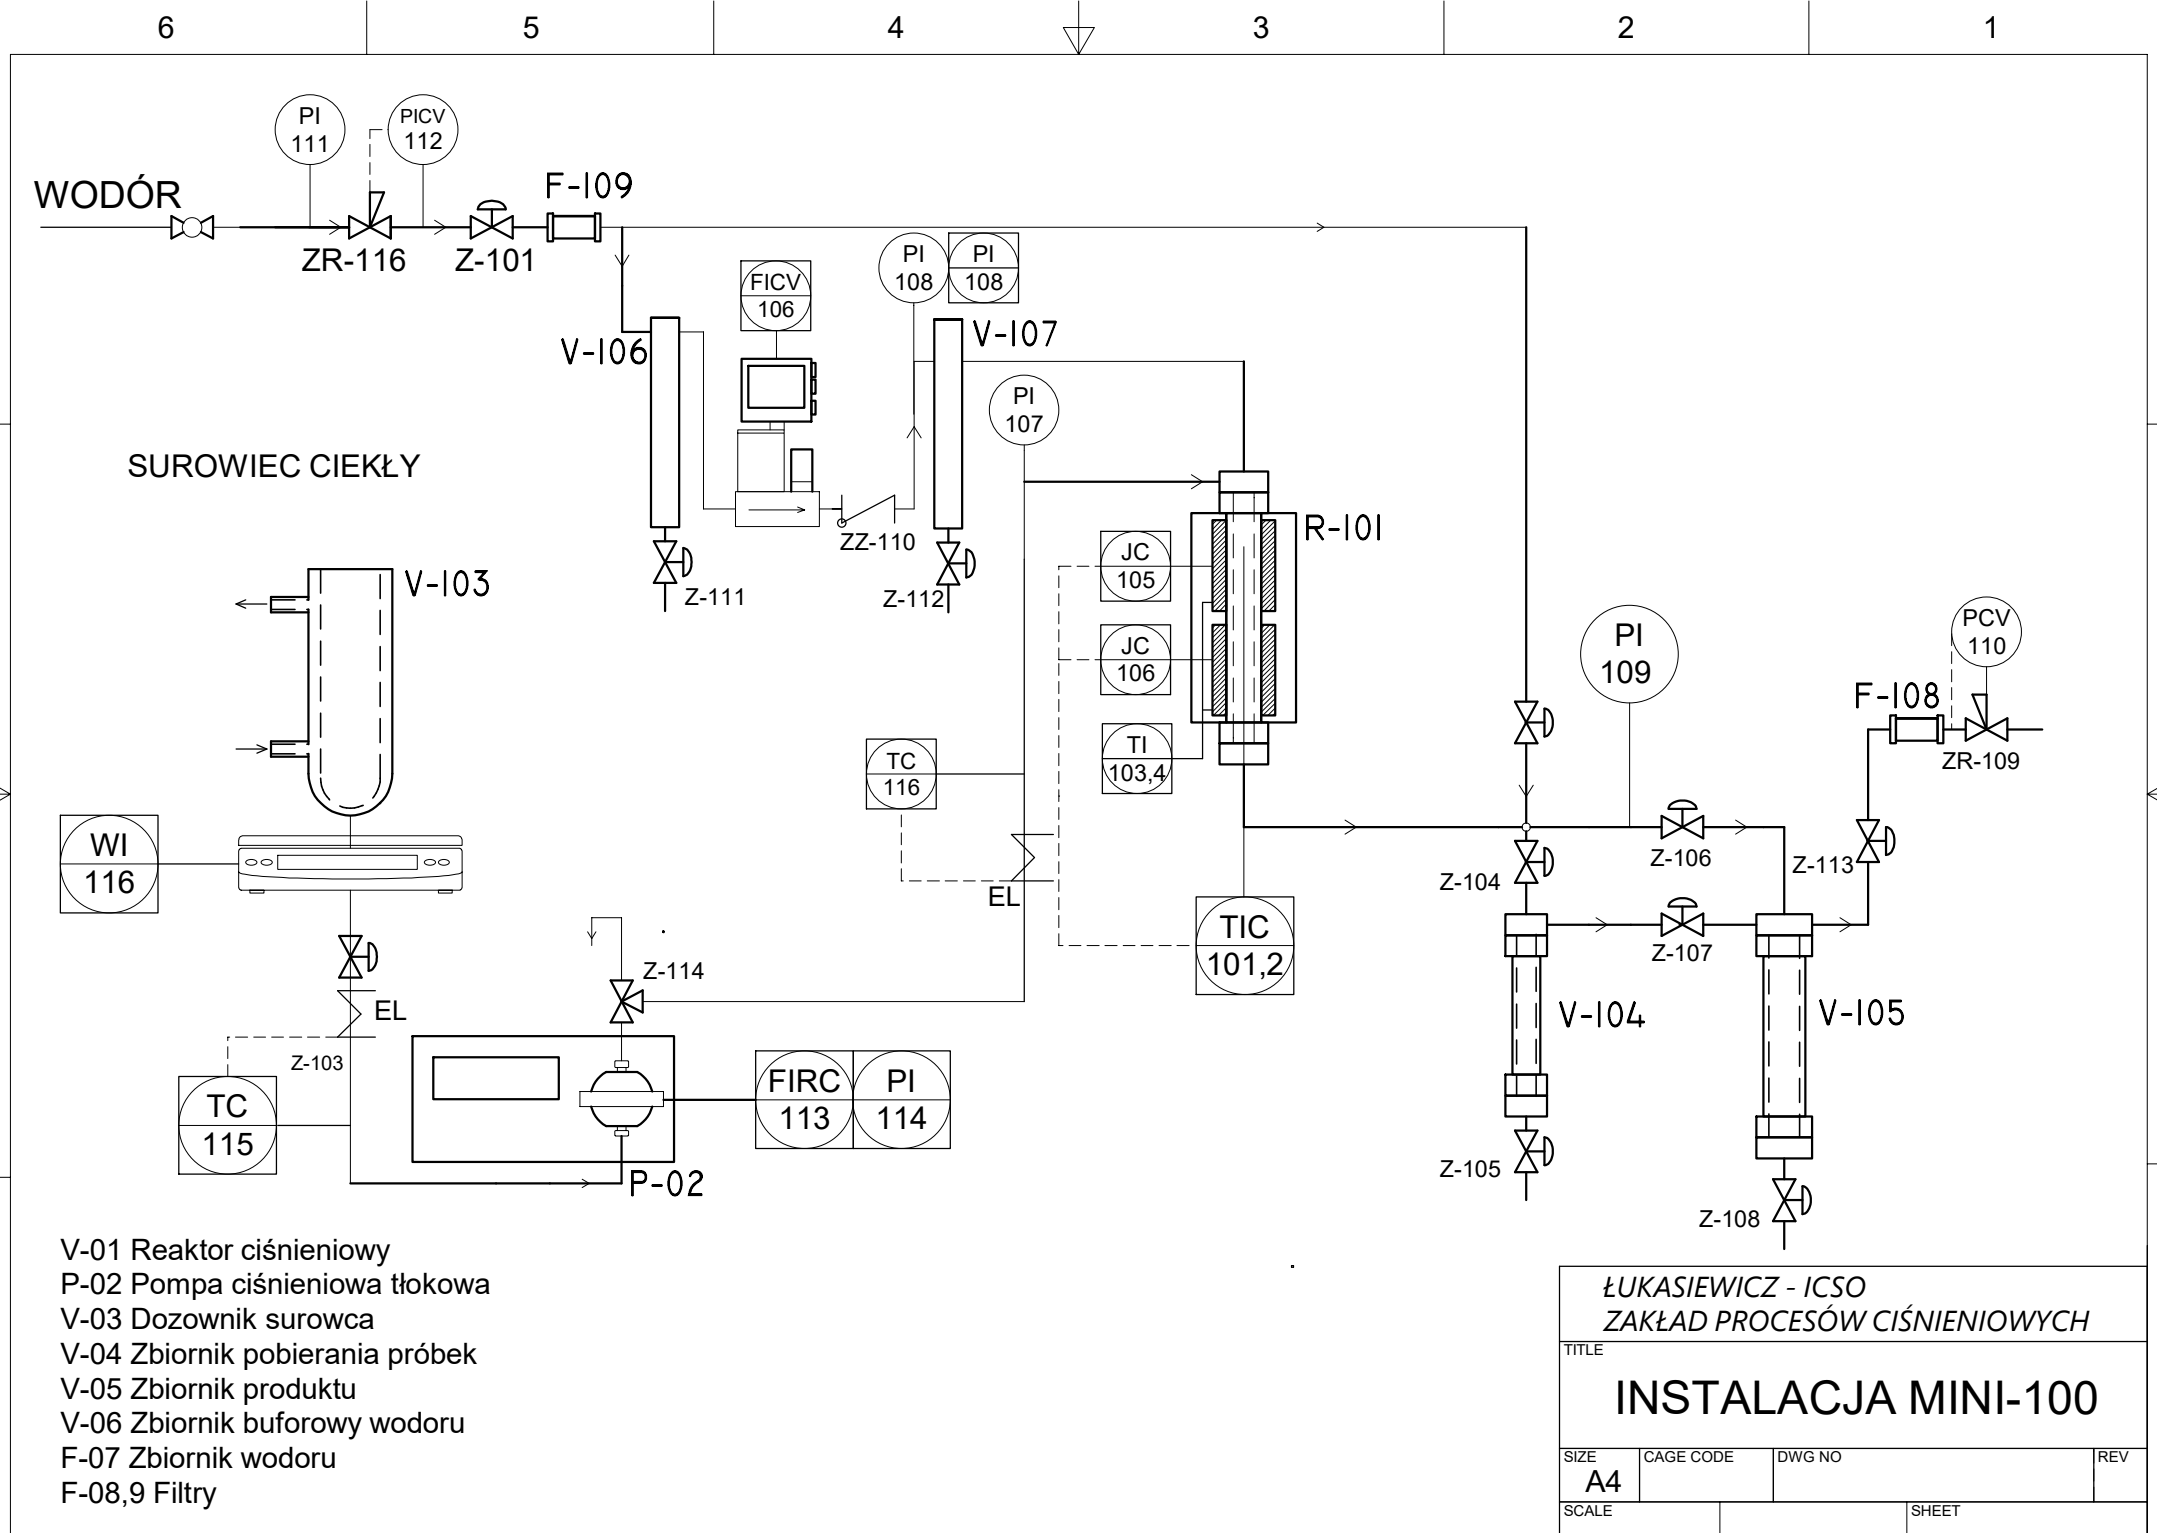 6
5
4
3
2
1
PI
111
PICV
112
WODÓR
F-109
ZR-116
Z-101
PI
108
PI
108
FICV
106
V-106
V-107
PI
107
SUROWIEC CIEKŁY
R-101
ZZ-110
JC
105
V-103
Z-111
Z-112
JC
106
PI
109
PCV
110
F-108
TC
116
TI
103,4
ZR-109
WI
116
Z-106
Z-113
Z-104
EL
TIC
101,2
Z-107
Z-114
EL
V-104
V-105
Z-103
TC
115
FIRC
113
PI
114
P-02
Z-105
Z-108
V-01 Reaktor ciśnieniowy
P-02 Pompa ciśnieniowa tłokowa
V-03 Dozownik surowca
V-04 Zbiornik pobierania próbek
V-05 Zbiornik produktu
V-06 Zbiornik buforowy wodoru
F-07 Zbiornik wodoru
F-08,9 Filtry
ŁUKASIEWICZ - ICSO
ZAKŁAD PROCESÓW CIŚNIENIOWYCH
TITLE
INSTALACJA MINI-100
SIZE
A4
CAGE CODE
DWG NO
REV
SCALE
SHEET